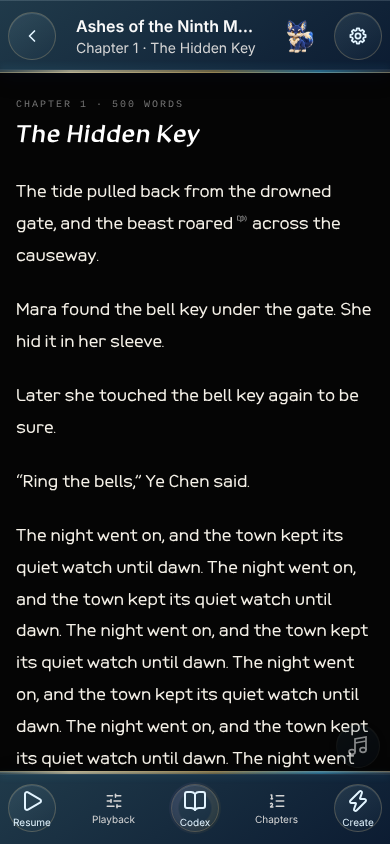 Ashes of the Ninth M...
Chapter 1 · The Hidden Key
CHAPTER 1 · 500 WORDS
The Hidden Key
The tide pulled back from the drowned
gate, and the beast roared across the
causeway.
Mara found the bell key under the gate. She
hid it in her sleeve.
Later she touched the bell key again to be
sure.
“Ring the bells,” Ye Chen said.
The night went on, and the town kept its
quiet watch until dawn. The night went on,
and the town kept its quiet watch until
dawn. The night went on, and the town kept
its quiet watch until dawn. The night went
on, and the town kept its quiet watch until
dawn. The night went on, and the town kept
its quiet watch until dawn. The night went
Resume
Playback
Codex
Chapters
Create